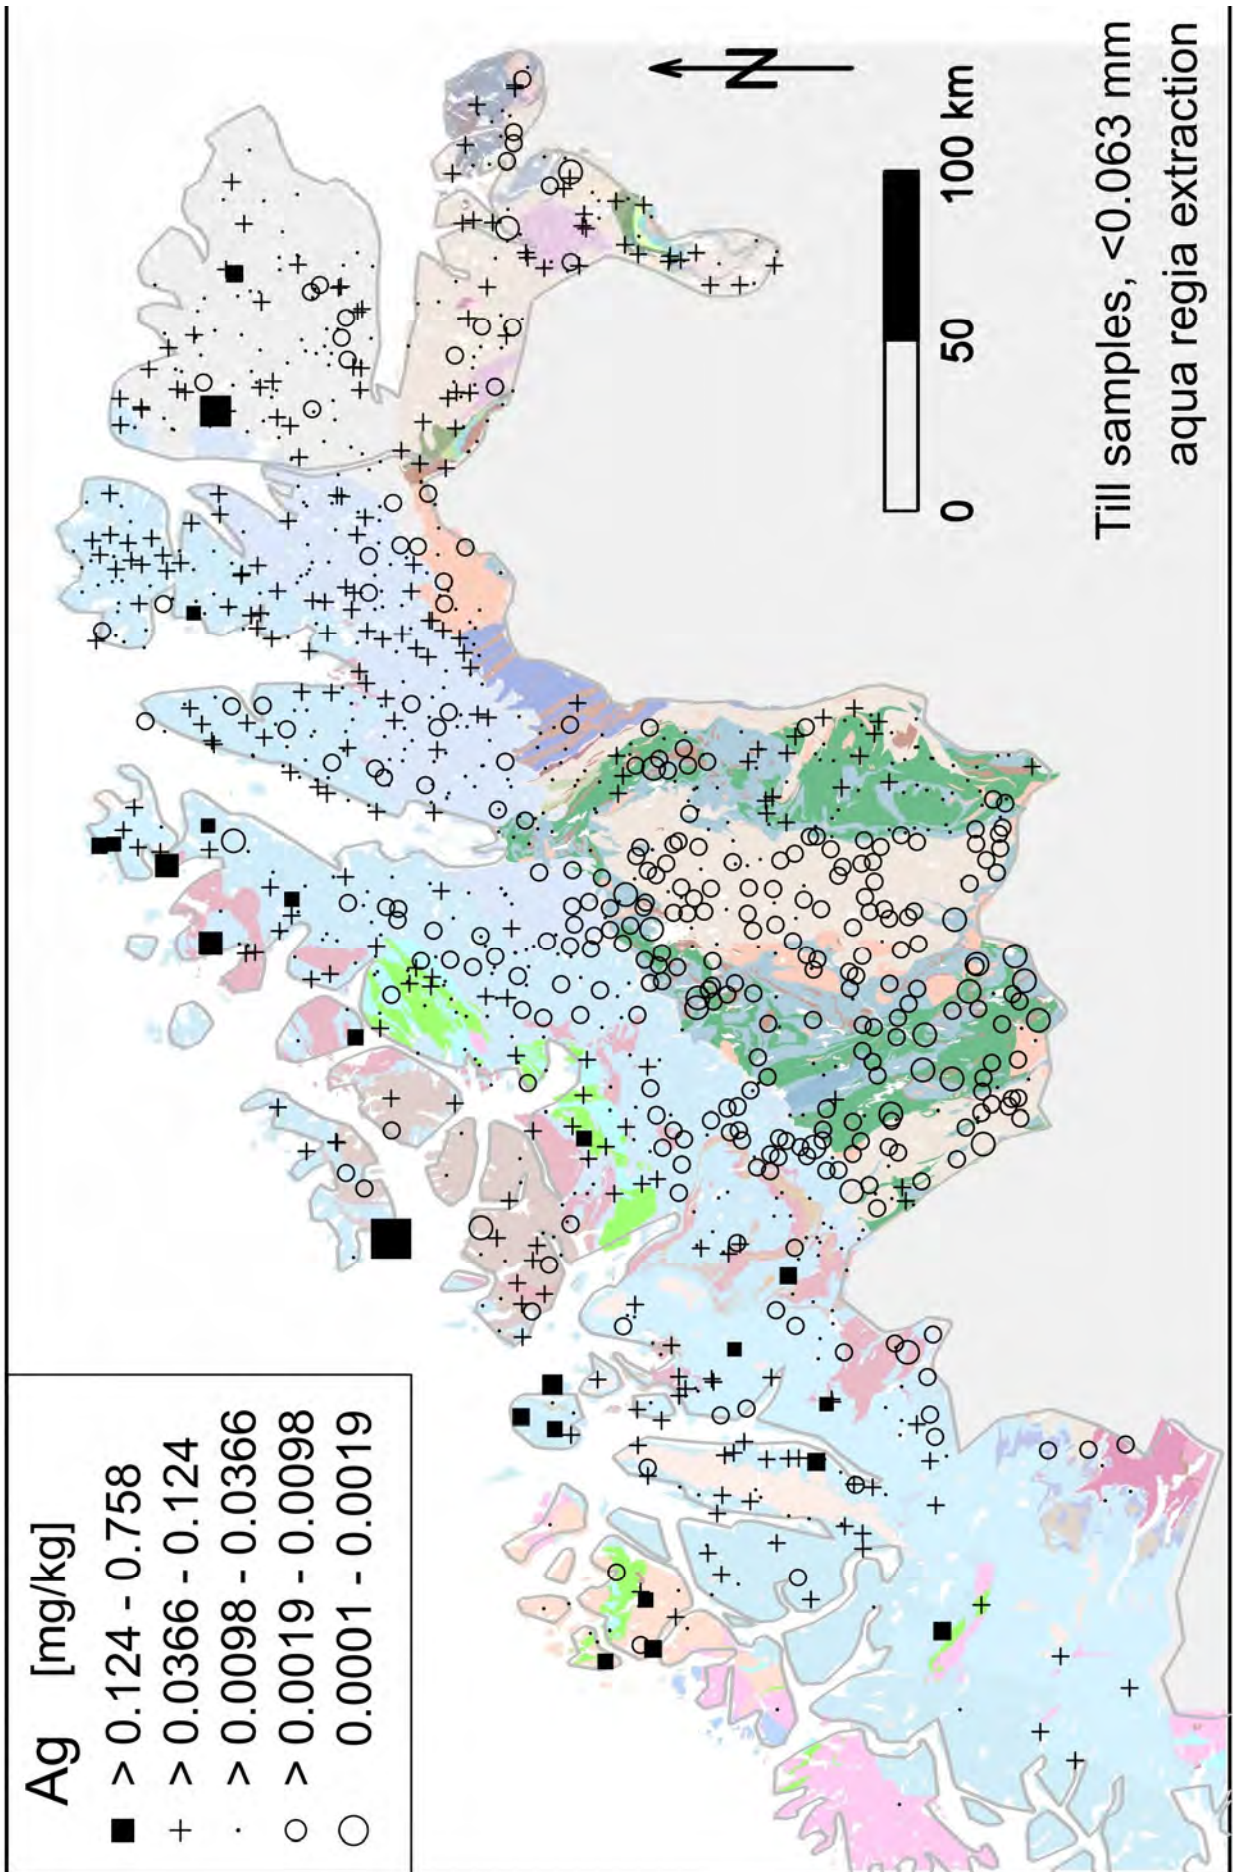 Ag [mg/kg]
> 0.124 - 0.758
> 0.0366 - 0.124
> 0.0098 - 0.0366
> 0.0019 - 0.0098
0.0001 - 0.0019
N
0 50 100 km
Till samples, <0.063 mm
aqua regia extraction